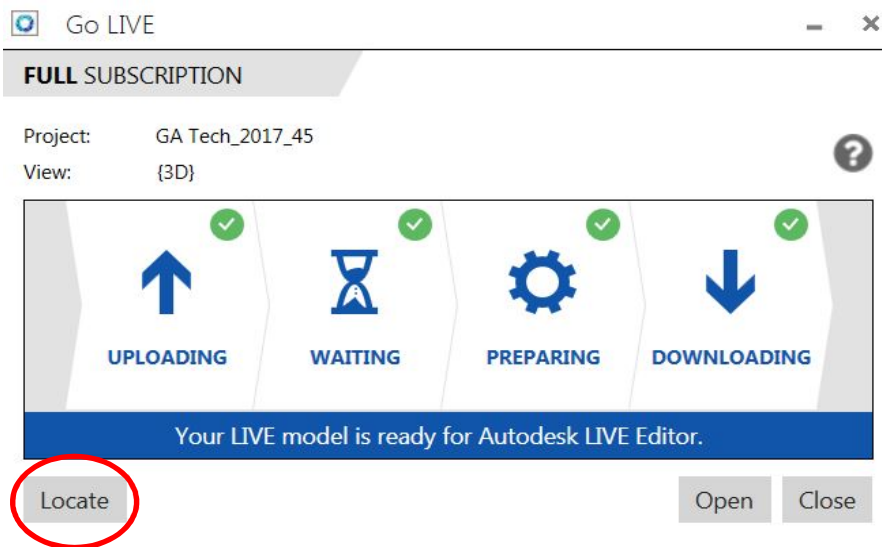 Go LIVE
FULL SUBSCRIPTION
Project: GA Tech_2017_45
View: {3D}
?
UPLOADING WAITING PREPARING DOWNLOADING
Your LIVE model is ready for Autodesk LIVE Editor.
Locate Open Close